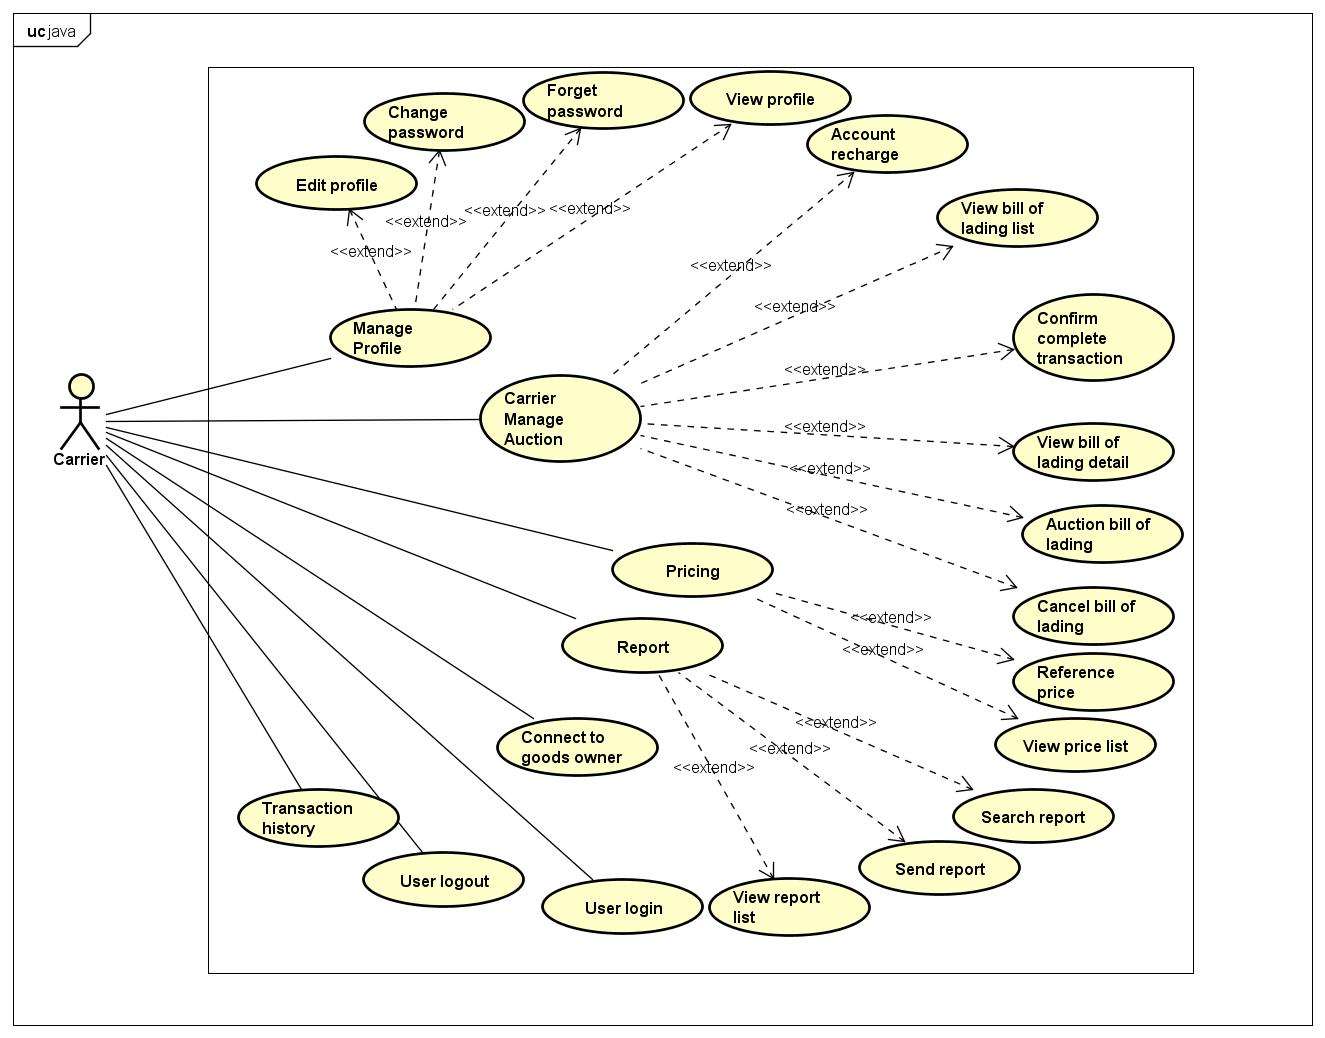 uc java
Forget
password
View profile
Change
password
Account
recharge
Edit profile
View bill of
lading list
<<extend>>
<<extend>>
<<extend>>
<<extend>>
<<extend>>
<<extend>>
Manage
Profile
Confirm
complete
transaction
<<extend>>
Carrier
Manage
Auction
<<extend>>
View bill of
lading detail
Carrier
<<extend>>
<<extend>>
Auction bill of
lading
Pricing
Cancel bill of
lading
<<extend>>
Report
<<extend>>
Reference
price
<<extend>>
Connect to
goods owner
<<extend>>
View price list
<<extend>>
Transaction
history
Search report
User logout
Send report
User login
View report
list